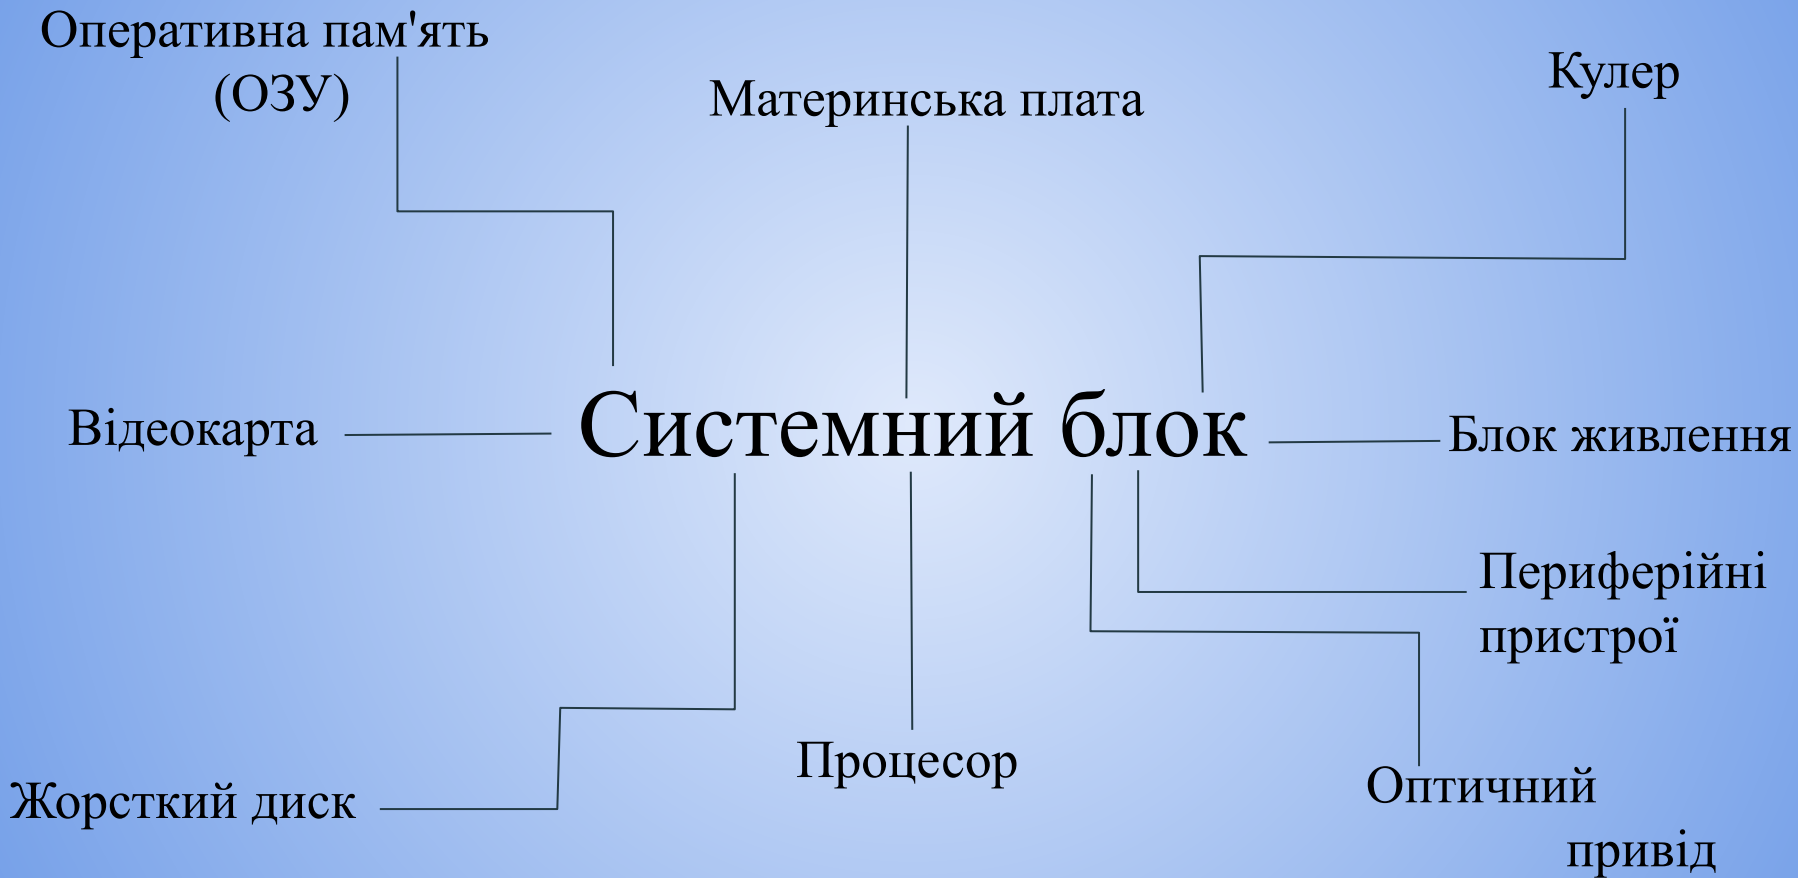 Оперативна пам'ять
(ОЗУ)
Материнська плата
Кулер
Відеокарта
Системний блок
Блок живлення
Периферійні
пристрої
Процесор
Жорсткий диск
Оптичний
привід